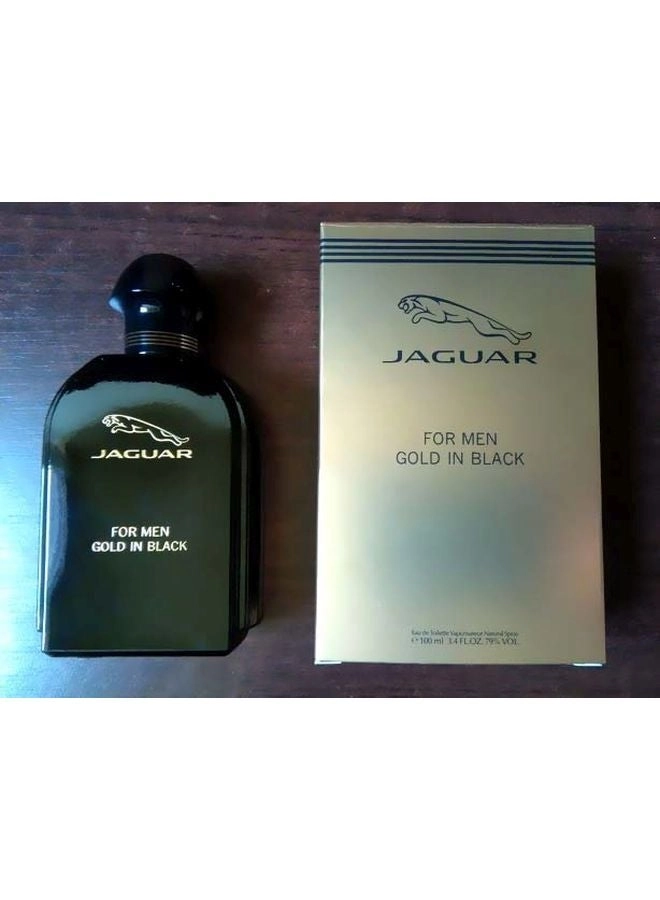 JAGUAR
FOR MEN
GOLD IN BLACK
JAGUAR
FOR MEN
GOLD IN BLACK
Eau de Toilette Vaporisateur Natural Spray
e 100 ml 3.4 FL.OZ. 79% VOL.